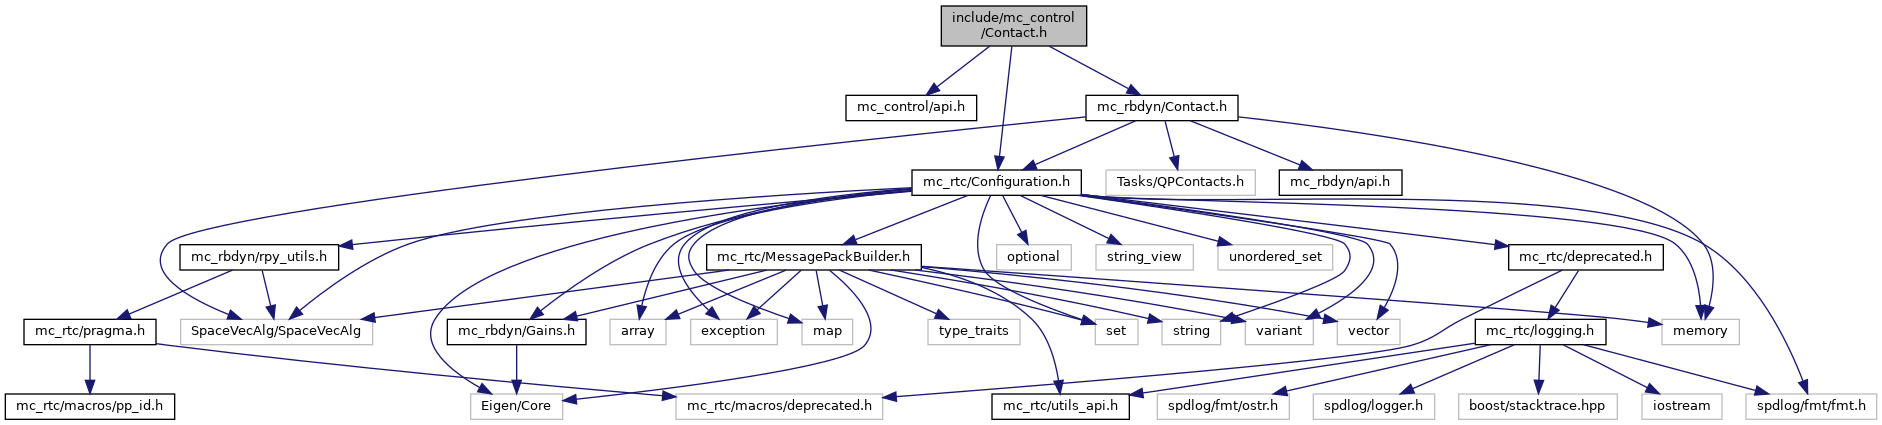 include/mc_control
/Contact.h
mc_control/api.h
mc_rbdyn/Contact.h
mc_rtc/Configuration.h
Tasks/QPContacts.h
mc_rbdyn/api.h
mc_rbdyn/rpy_utils.h
mc_rtc/MessagePackBuilder.h
optional
string_view
unordered_set
mc_rtc/deprecated.h
mc_rtc/pragma.h
SpaceVecAlg/SpaceVecAlg
mc_rbdyn/Gains.h
array
exception
map
type_traits
set
string
variant
vector
mc_rtc/logging.h
memory
mc_rtc/macros/pp_id.h
Eigen/Core
mc_rtc/macros/deprecated.h
mc_rtc/utils_api.h
spdlog/fmt/ostr.h
spdlog/logger.h
boost/stacktrace.hpp
iostream
spdlog/fmt/fmt.h